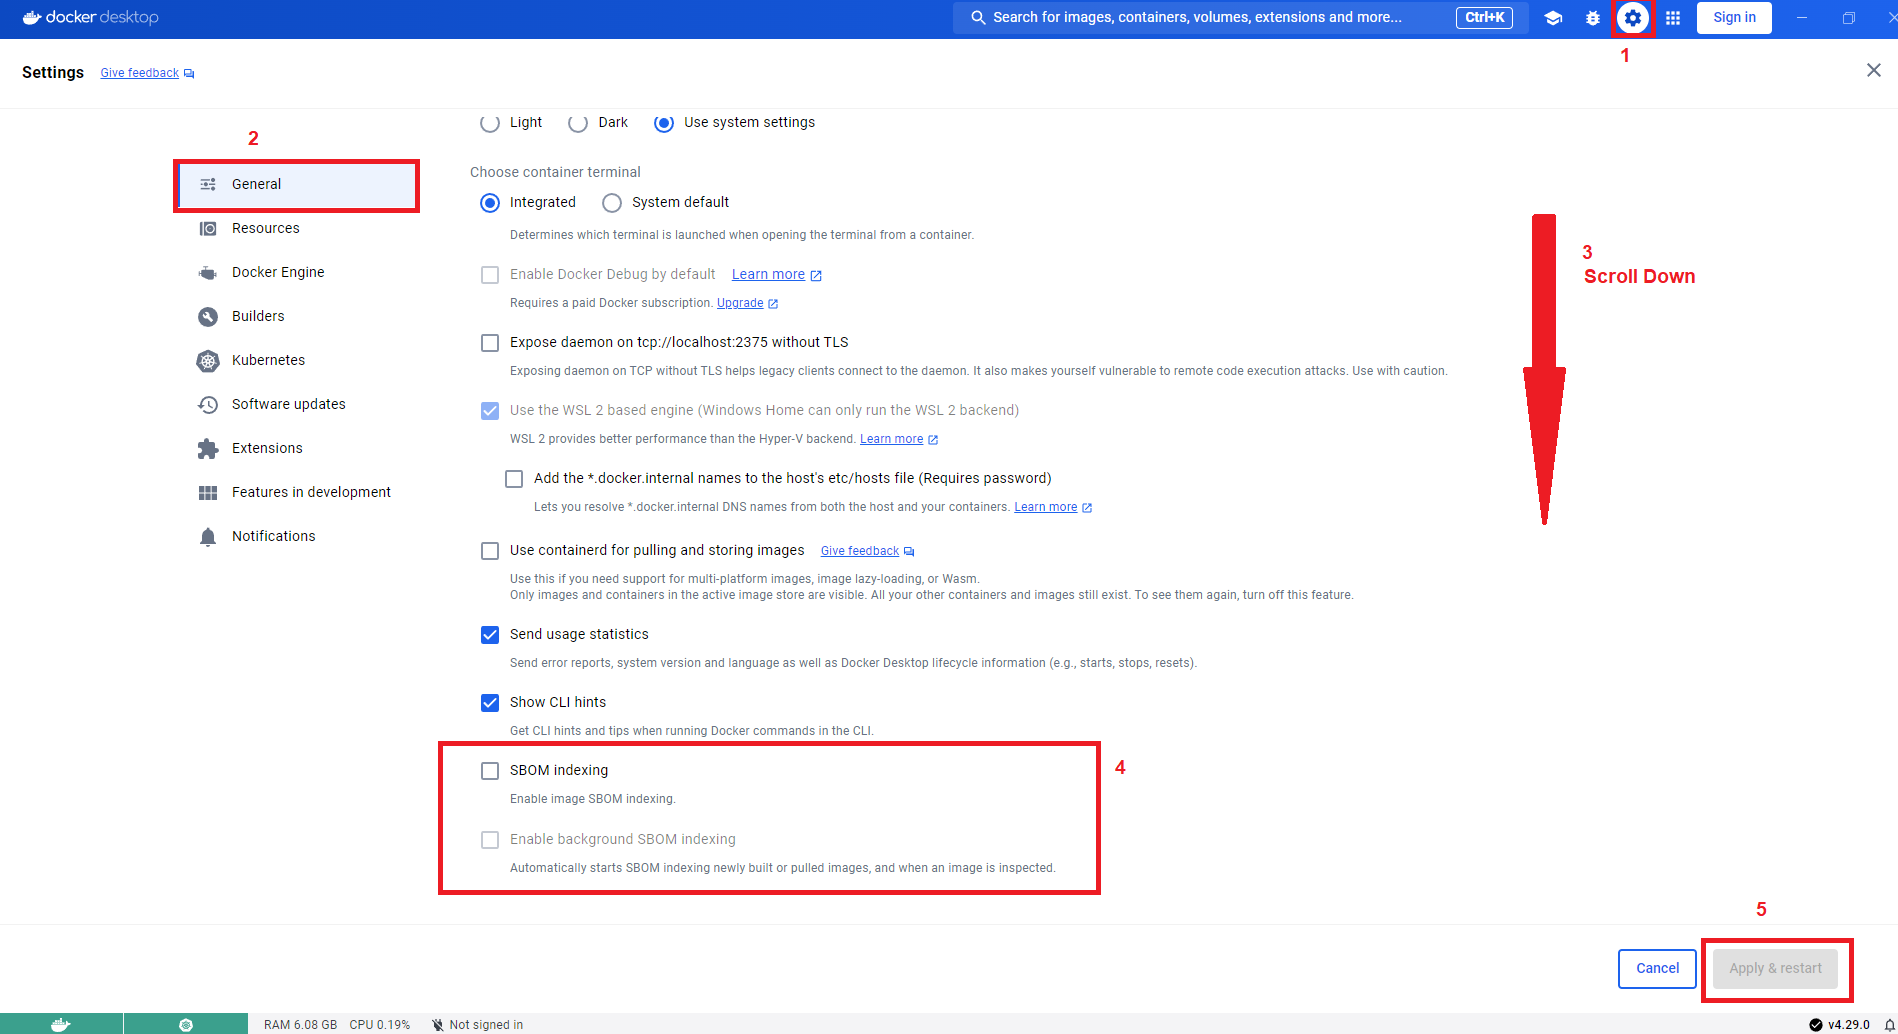 docker desktop
Search for images, containers, volumes, extensions and more...
Ctrl+K
Sign in
1
Settings
Give feedback
2
General
Resources
Docker Engine
Builders
Kubernetes
Software updates
Extensions
Features in development
Notifications
Light
Dark
Use system settings
Choose container terminal
Integrated
System default
Determines which terminal is launched when opening the terminal from a container.
Enable Docker Debug by default
Learn more
Requires a paid Docker subscription. Upgrade
Expose daemon on tcp://localhost:2375 without TLS
Exposing daemon on TCP without TLS helps legacy clients connect to the daemon. It also makes yourself vulnerable to remote code execution attacks. Use with caution.
Use the WSL 2 based engine (Windows Home can only run the WSL 2 backend)
WSL 2 provides better performance than the Hyper-V backend. Learn more
Add the *.docker.internal names to the host's etc/hosts file (Requires password)
Lets you resolve *.docker.internal DNS names from both the host and your containers. Learn more
Use containerd for pulling and storing images
Give feedback
Use this if you need support for multi-platform images, image lazy-loading, or Wasm.
Only images and containers in the active image store are visible. All your other containers and images still exist. To see them again, turn off this feature.
Send usage statistics
Send error reports, system version and language as well as Docker Desktop lifecycle information (e.g., starts, stops, resets).
Show CLI hints
Get CLI hints and tips when running Docker commands in the CLI.
SBOM indexing
Enable image SBOM indexing.
Enable background SBOM indexing
Automatically starts SBOM indexing newly built or pulled images, and when an image is inspected.
3
Scroll Down
4
5
Cancel
Apply & restart
RAM 6.08 GB
CPU 0.19%
Not signed in
v4.29.0